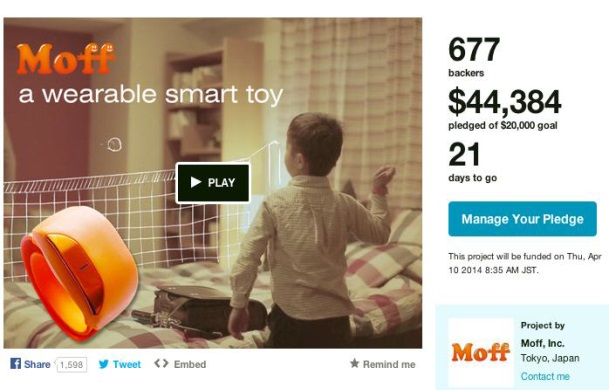 Moff
a wearable smart toy
PLAY
Share 1,598 Tweet Embed Remind me
677
backers
$44,384
pledged of $20,000 goal
21
days to go
Manage Your Pledge
This project will be funded on Thu, Apr
10 2014 8:35 AM JST.
Moff
Project by
Moff, Inc.
Tokyo, Japan
Contact me